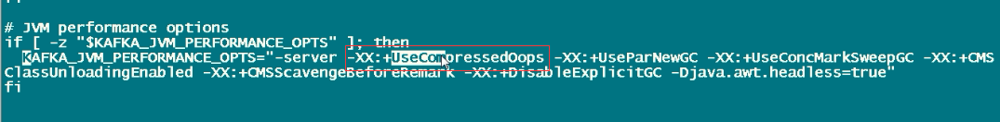 fi
# JVM performance options
if [ -z "$KAFKA_JVM_PERFORMANCE_OPTS" ]; then
KAFKA_JVM_PERFORMANCE_OPTS="-server -XX:+UseCompressedOops -XX:+UseParNewGC -XX:+UseConcMarkSweepGC -XX:+CMS
ClassUnloadingEnabled -XX:+CMSScavengeBeforeRemark -XX:+DisableExplicitGC -Djava.awt.headless=true"
fi